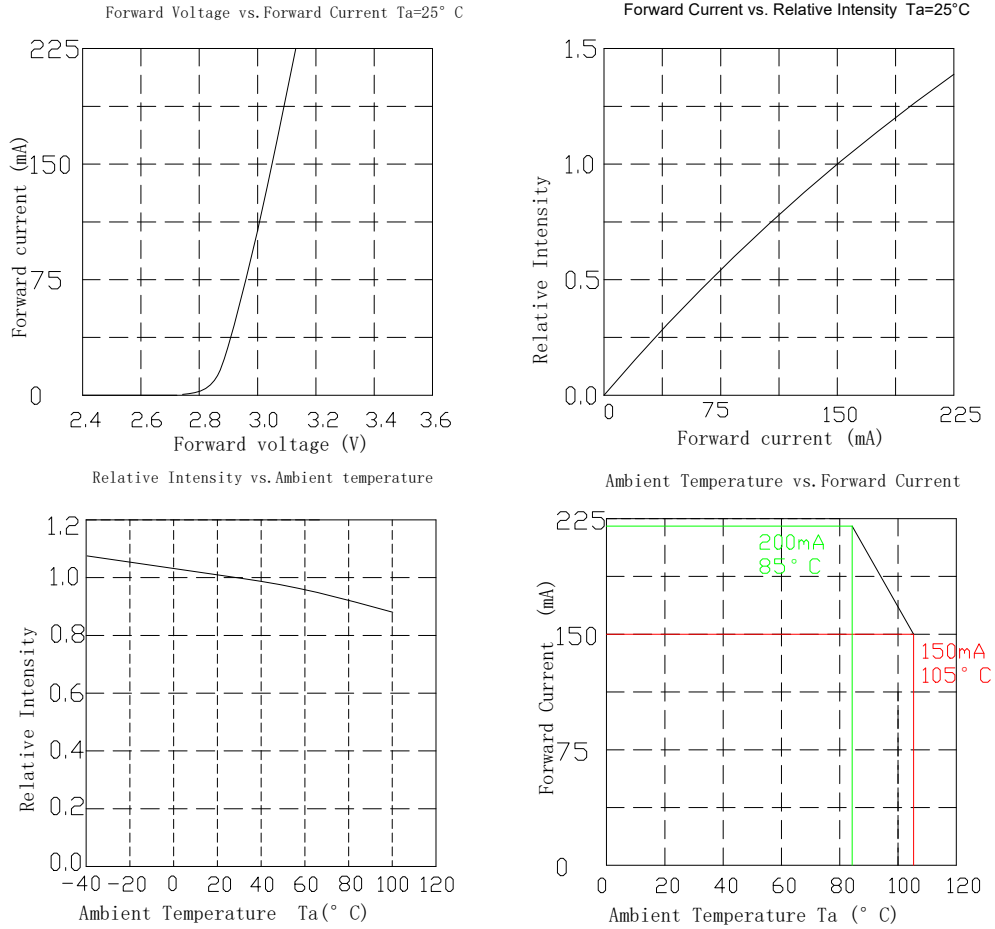 Forward Voltage vs.Forward Current Ta=25° C
225
150
75
0
Forward current (mA)
2.4 2.6 2.8 3.0 3.2 3.4 3.6
Forward voltage (V)
Forward Current vs. Relative Intensity Ta=25°C
1.5
1.0
0.5
0.0
Relative Intensity
0 75 150 225
Forward current (mA)
Relative Intensity vs.Ambient temperature
1.2
1.0
0.8
0.6
0.4
0.2
0.0
Relative Intensity
-40 -20 0 20 40 60 80 100 120
Ambient Temperature Ta(° C)
Ambient Temperature vs.Forward Current
225
150
75
0
Forward Current (mA)
200mA
85° C
150mA
105° C
0 20 40 60 80 100 120
Ambient Temperature Ta (° C)